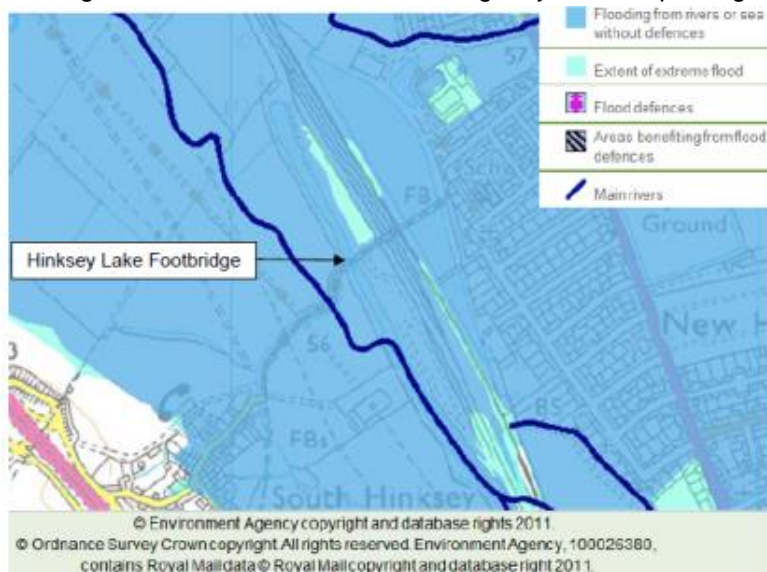 Flooding from rivers or sea
without defences
Extent of extreme flood
Flood defences
Areas benefiting from flood
defences
Main rivers
57
FB
Ground
Hinksey Lake Footbridge
New H
S6
85
FBs
South Hinksey
© Environment Agency copyright and database rights 2011.
© Ordnance Survey Crown copyright. All rights reserved. Environment Agency, 100026380,
contains Royal Mail data © Royal Mail copyright and database right 2011.